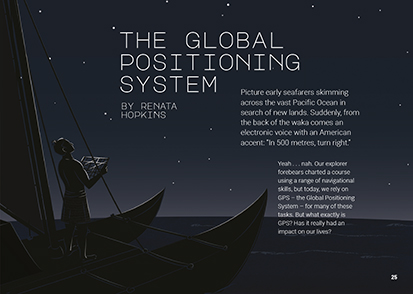 THE GLOBAL
POSITIONING
SYSTEM
BY RENATA
HOPKINS
Picture early seafarers skimming
across the vast Pacific Ocean in
search of new lands. Suddenly, from
the back of the waka comes an
electronic voice with an American
accent: “In 500 metres, turn right.”
Yeah . . . nah. Our explorer
forebears charted a course
using a range of navigational
skills, but today, we rely on
GPS – the Global Positioning
System – for many of these
tasks. But what exactly is
GPS? Has it really had an
impact on our lives?
25